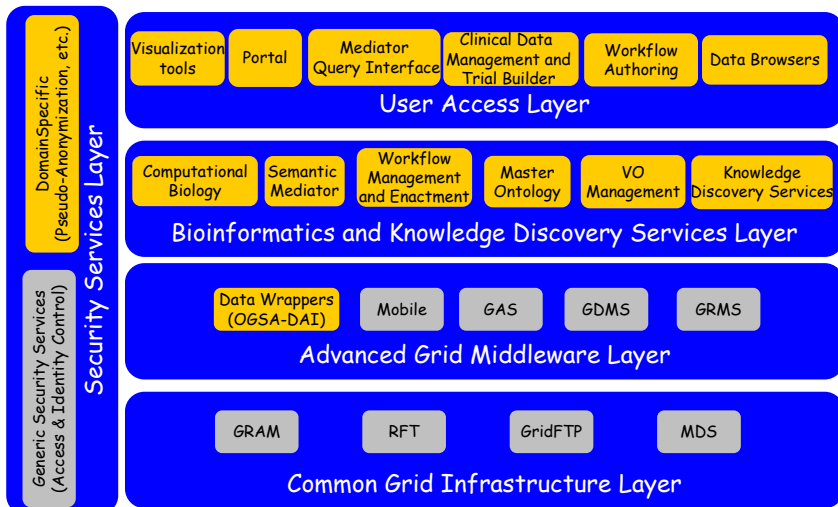 DomainSpecific
(Pseudo-Anonymization, etc.)
Generic Security Services
(Access & Identity Control)
Security Services Layer
Visualization
tools
Portal
Mediator
Query Interface
Clinical Data
Management and
Trial Builder
Workflow
Authoring
Data Browsers
User Access Layer
Computational
Biology
Semantic
Mediator
Workflow
Management
and Enactment
Master
Ontology
VO
Management
Knowledge
Discovery Services
Bioinformatics and Knowledge Discovery Services Layer
Data Wrappers
(OGSA-DAI)
Mobile
GAS
GDMS
GRMS
Advanced Grid Middleware Layer
GRAM
RFT
GridFTP
MDS
Common Grid Infrastructure Layer